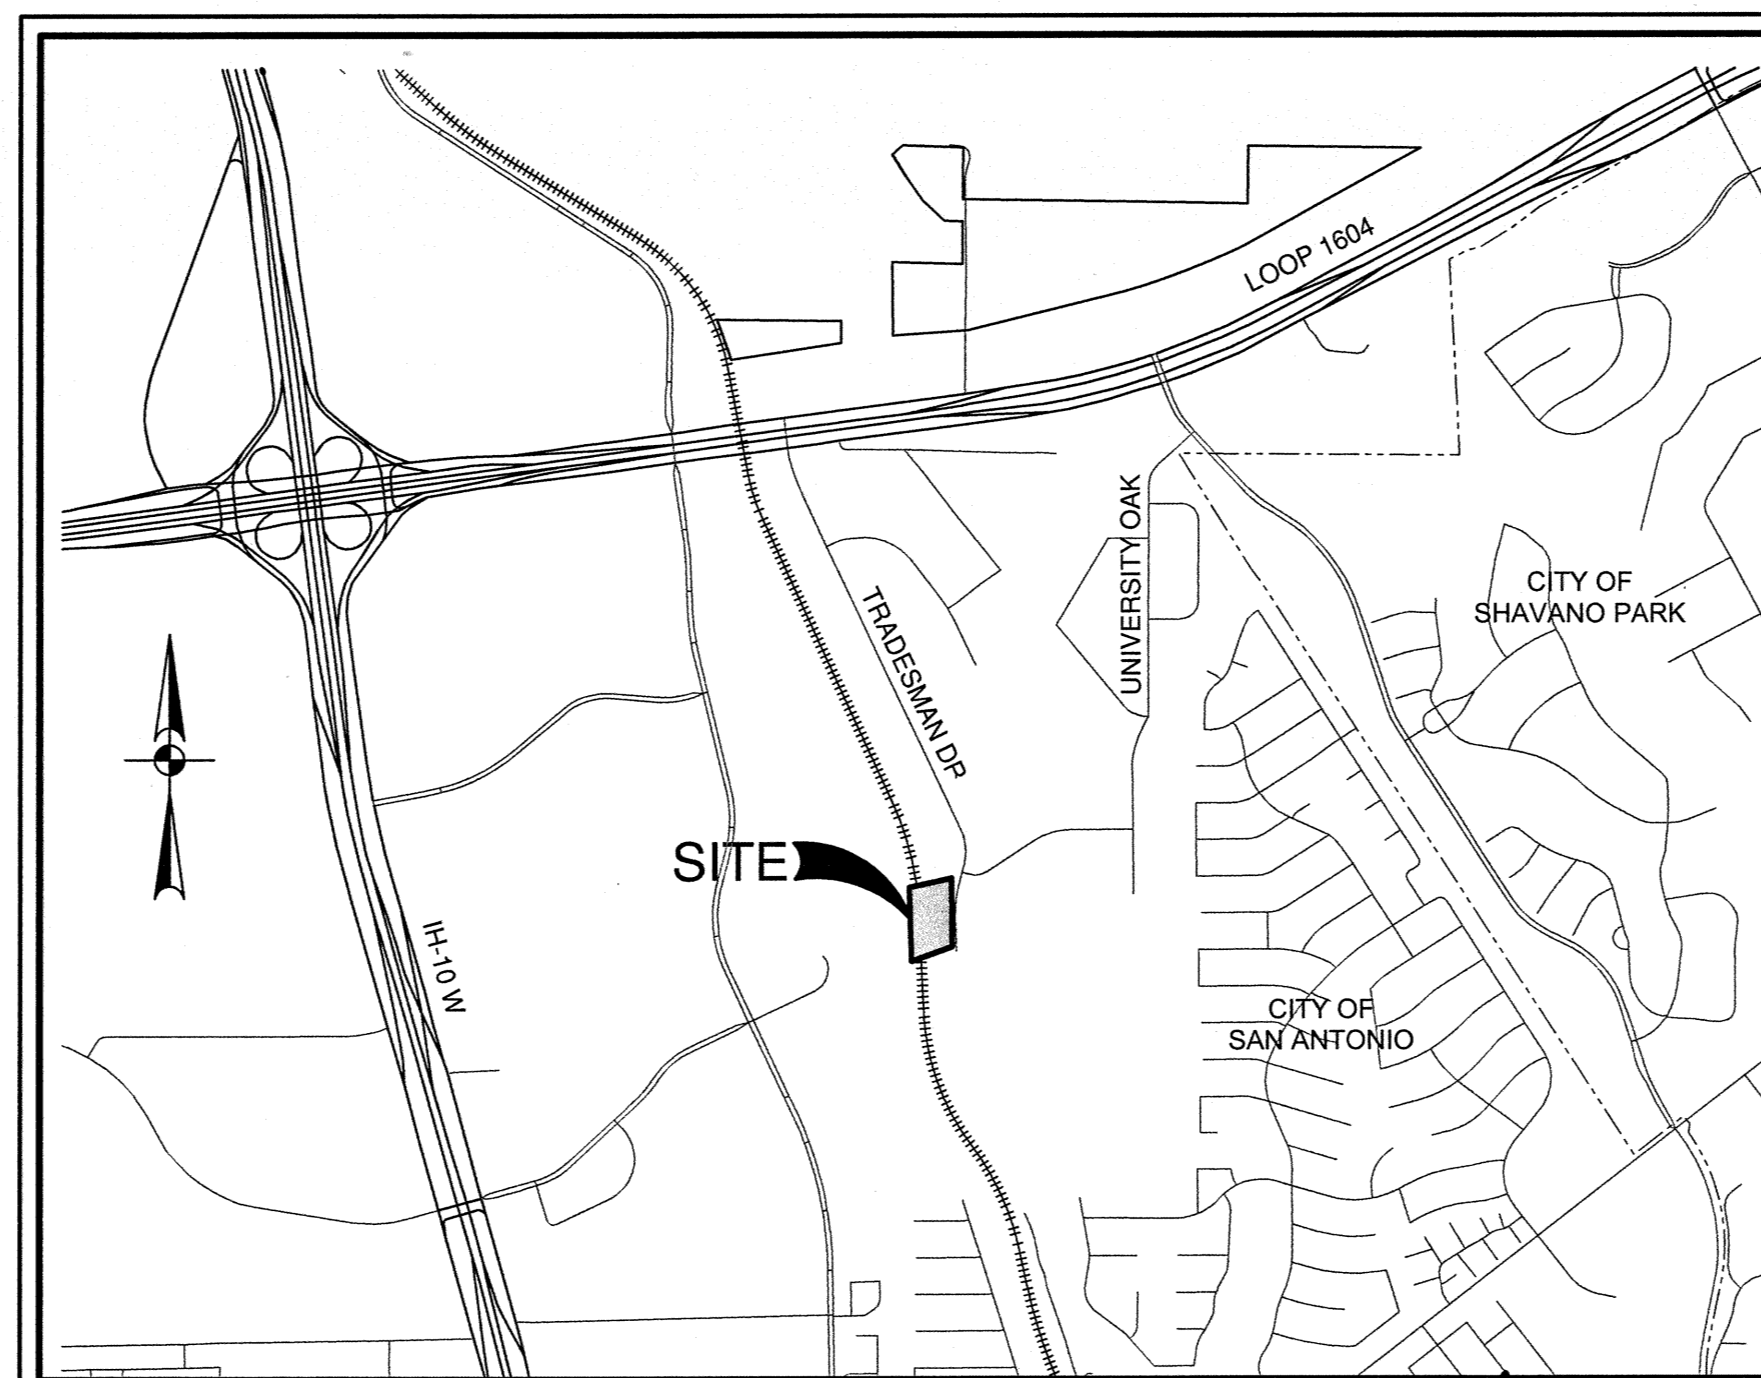 LOOP 1604
UNIVERSITY OAK
CITY OF
SHAVANO PARK
TRADESMAN DR
SITE
IH-10 W
CITY OF
SAN ANTONIO